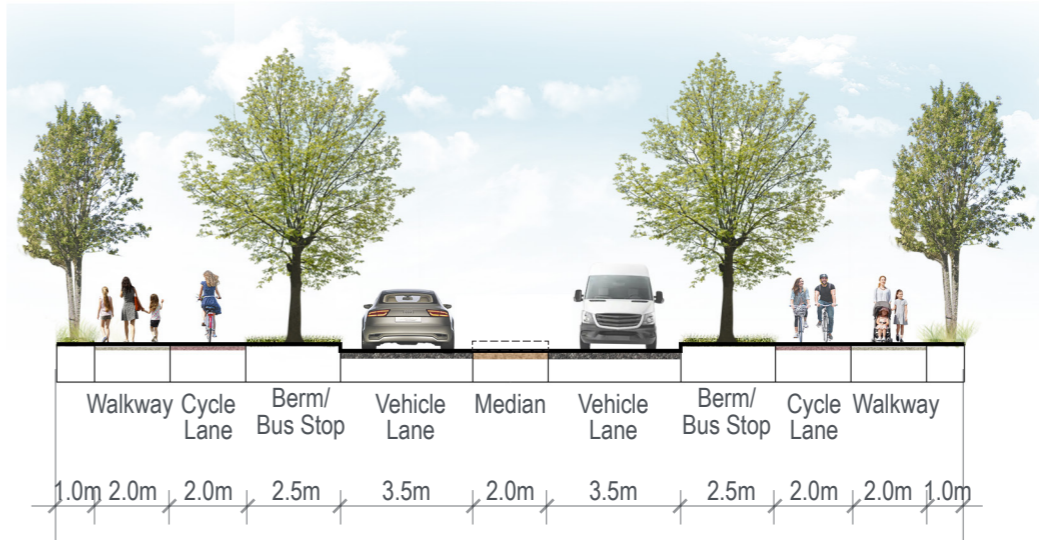 Walkway Cycle Lane Berm/ Bus Stop Vehicle Lane Median Vehicle Lane Berm/ Bus Stop Cycle Lane Walkway
1.0m 2.0m 2.0m 2.5m 3.5m 2.0m 3.5m 2.5m 2.0m 2.0m 1.0m